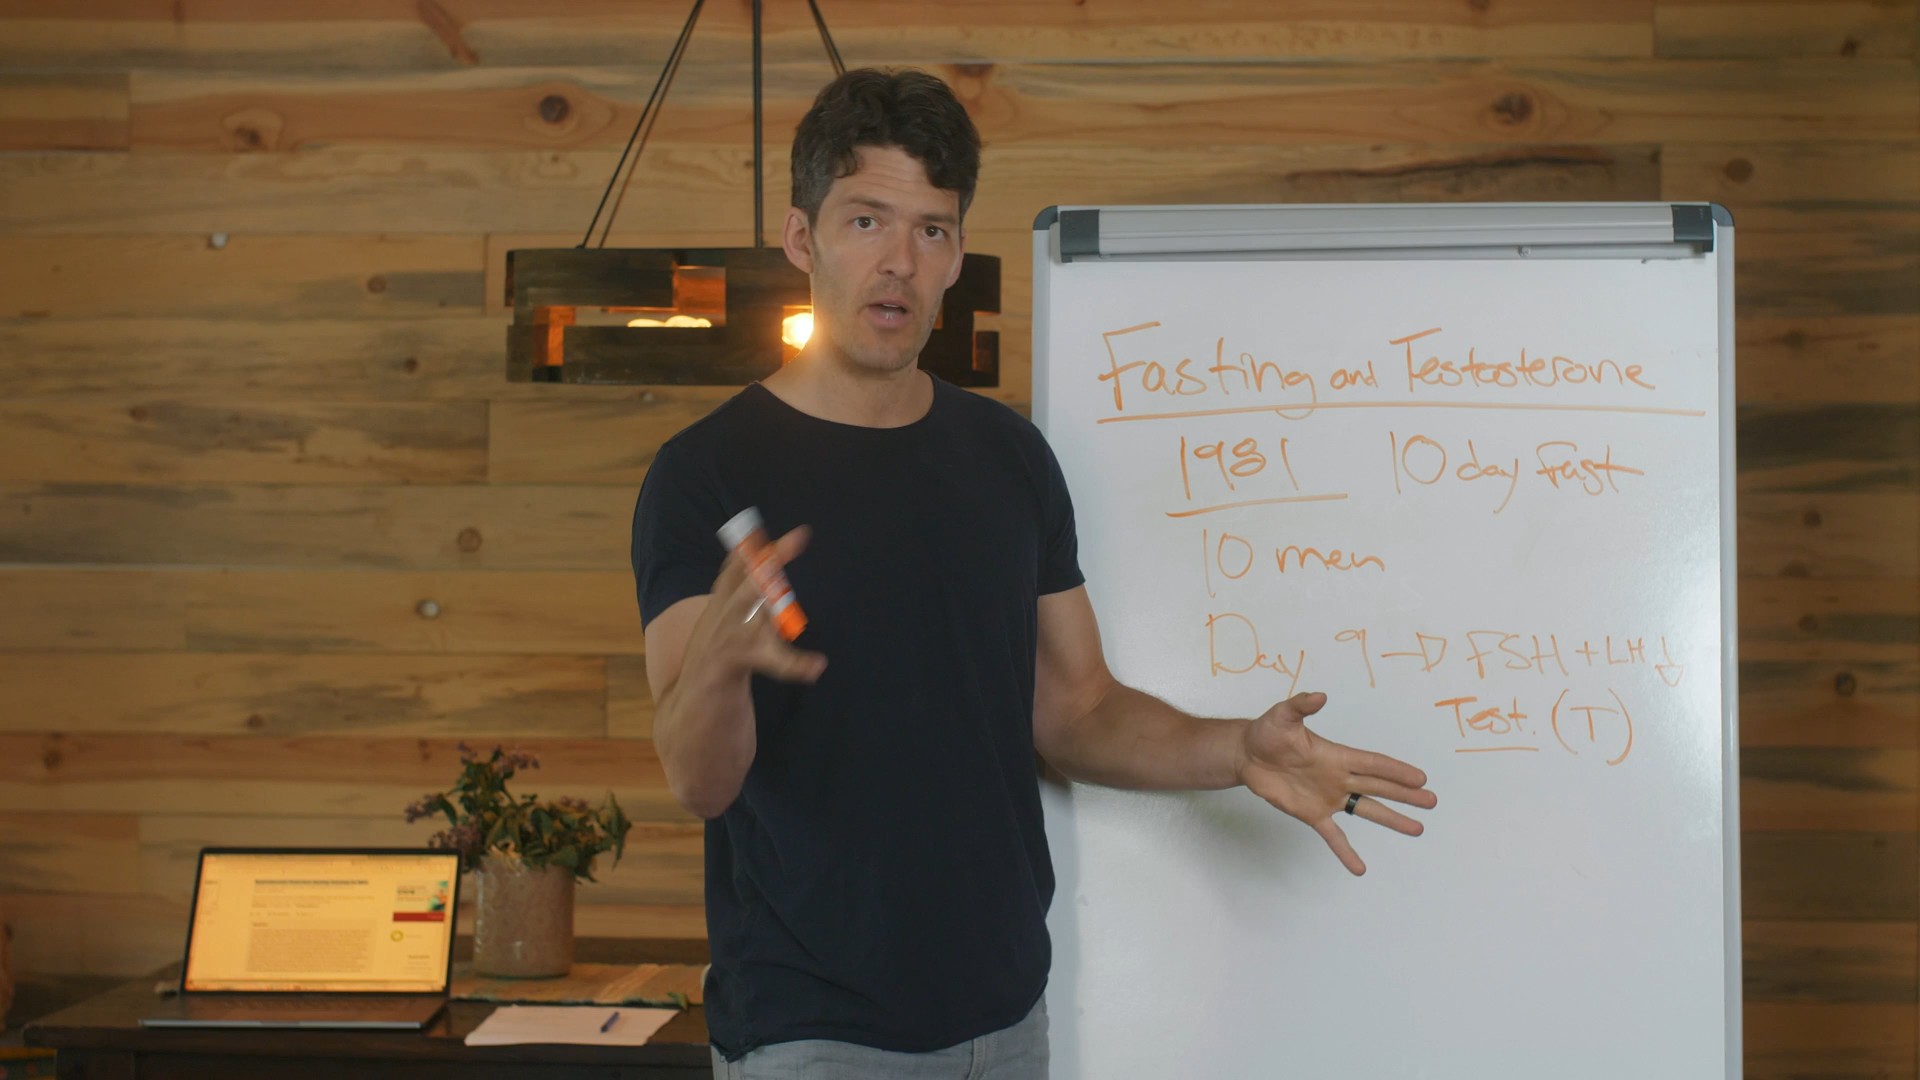 Fasting and Testosterone
1981 10 day fast
10 men
Day 9 → FSH + LH ↓
Test. (T)